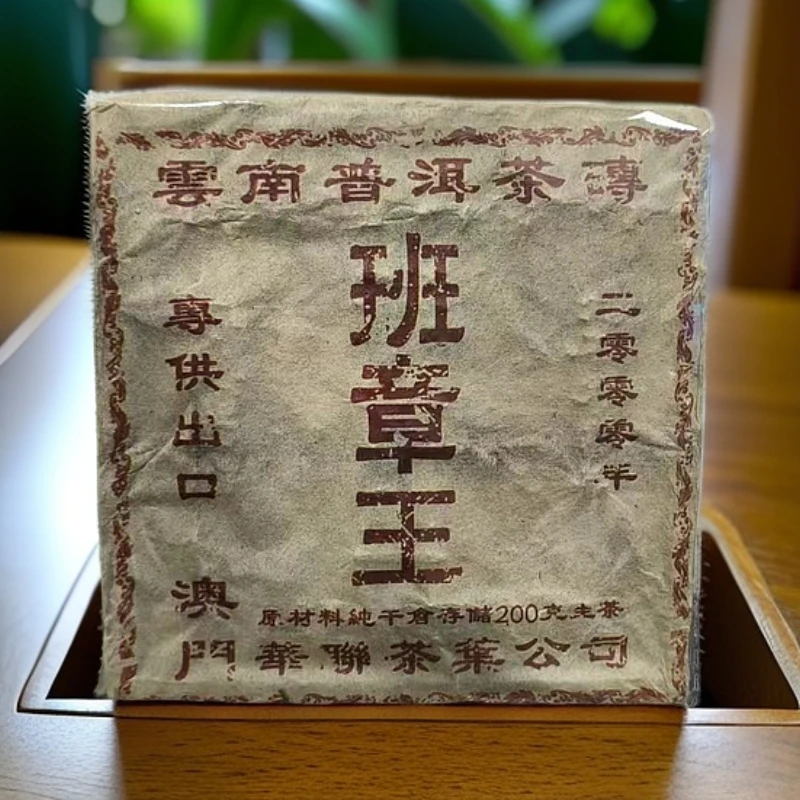 雲南普洱茶磚
二零零零年
班章王
專供出口
原材料純干倉存儲200克生茶
澳門華聯茶葉公司